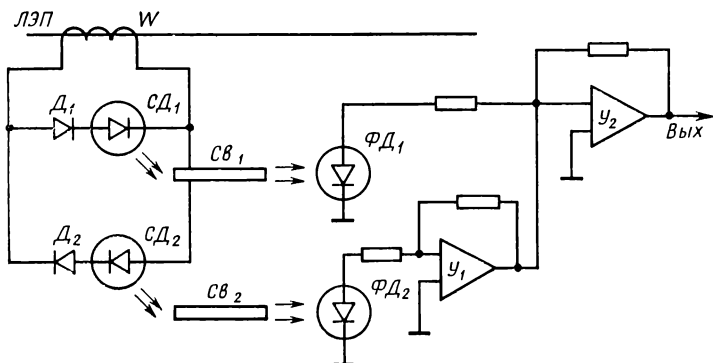 ЛЭП W
Д₁ СД₁
Св₁
ФД₁
У₂
Вых
Д₂ СД₂
Св₂
ФД₂
У₁